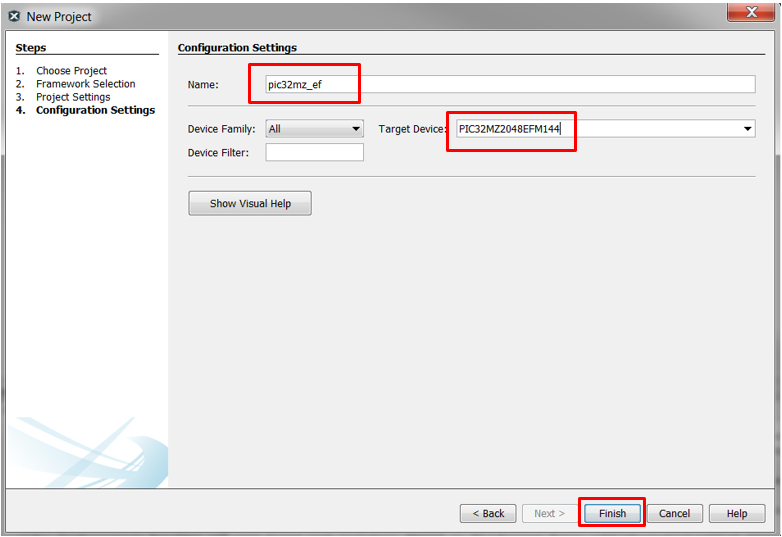 New Project
Steps
1. Choose Project
2. Framework Selection
3. Project Settings
4. Configuration Settings
Configuration Settings
Name: pic32mz_ef
Device Family: All Target Device: PIC32MZ2048EFM144
Device Filter:
Show Visual Help
< Back Next > Finish Cancel Help